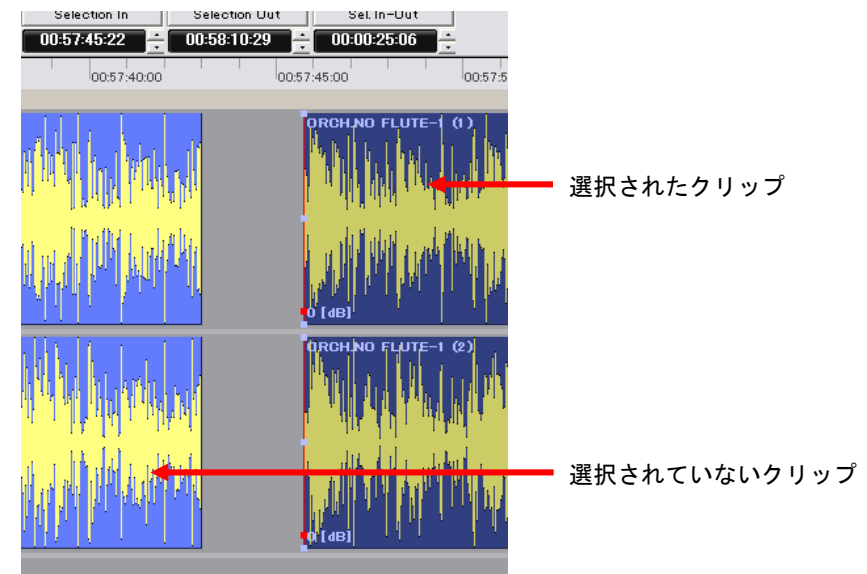 Selection In Selection Out Sel. In-Out
00:57:45:22 00:58:10:29 00:00:25:06
00:57:40:00 00:57:45:00 00:57:5
ORCH.NO FLUTE-1 (1)
選択されたクリップ
0 [dB]
ORCH.NO FLUTE-1 (2)
選択されていないクリップ
0 [dB]